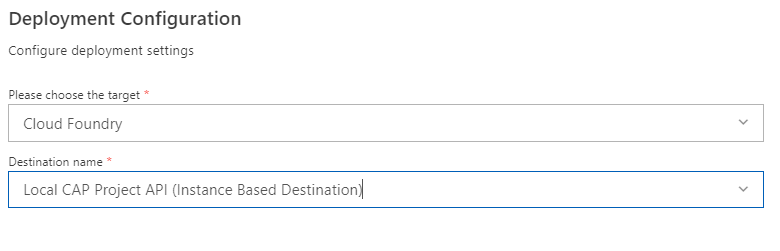 Deployment Configuration
Configure deployment settings
Please choose the target *
Cloud Foundry
Destination name *
Local CAP Project API (Instance Based Destination)